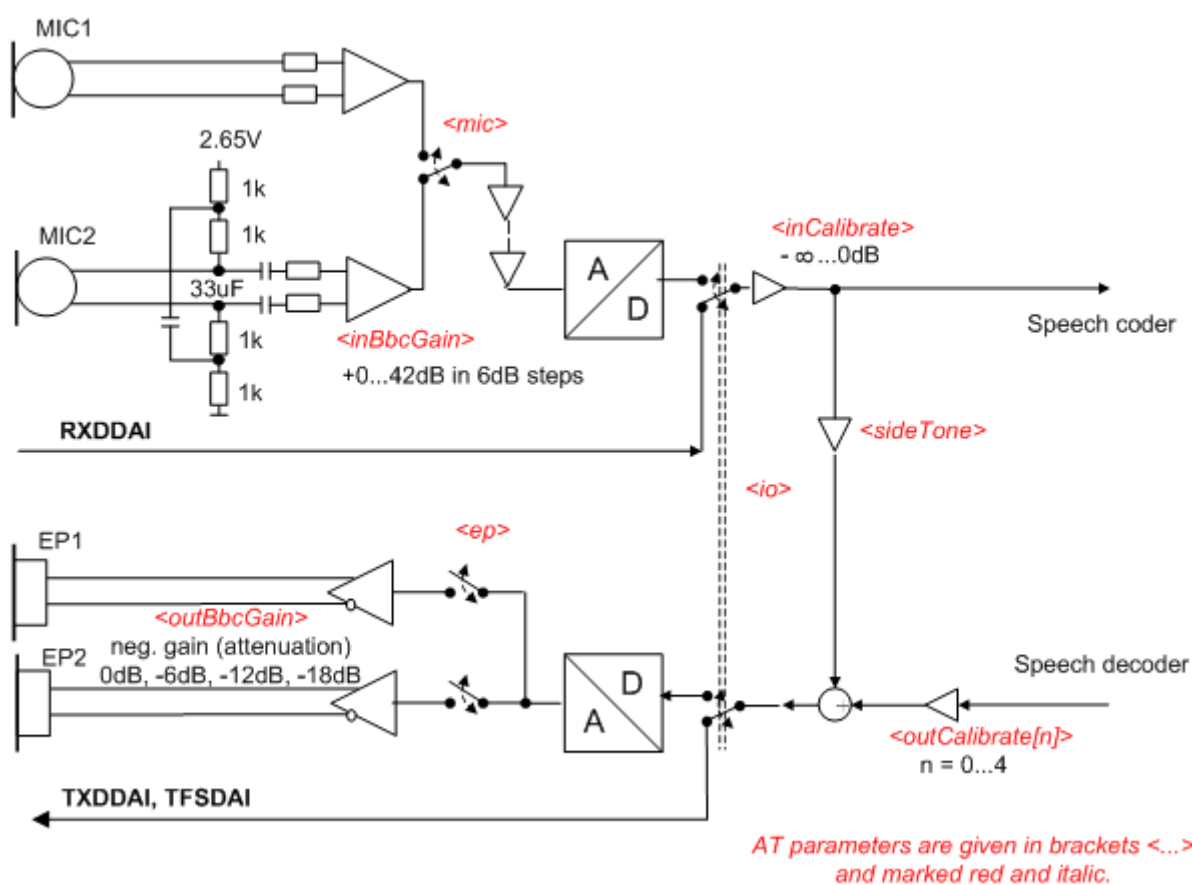 MIC1
<mic>
2.65V
1k
1k
MIC2
33uF
1k
1k
<inBbcGain>
+0...42dB in 6dB steps
A
D
<inCalibrate>
- ∞ ...0dB
Speech coder
RXDDAI
<sideTone>
<io>
<ep>
EP1
<outBbcGain>
neg. gain (attenuation)
0dB, -6dB, -12dB, -18dB
EP2
D
A
Speech decoder
+
<outCalibrate[n]>
n = 0...4
TXDDAI, TFSDAI
AT parameters are given in brackets <...>
and marked red and italic.